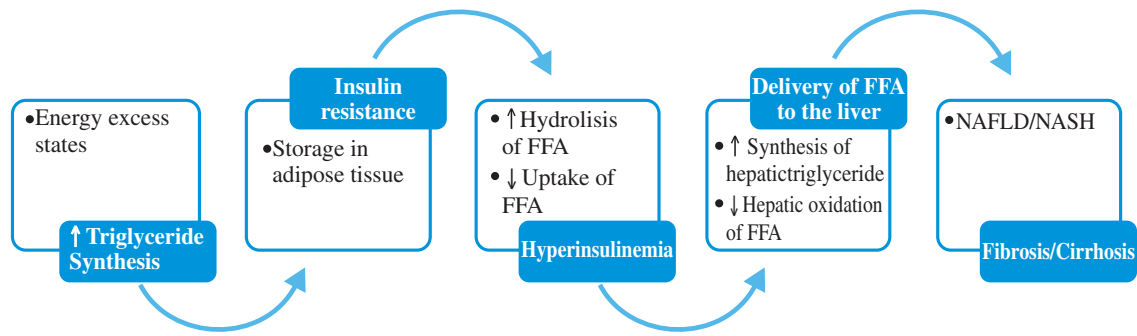 •Energy excess
states
↑ Triglyceride
Synthesis
Insulin
resistance
•Storage in
adipose tissue
• ↑ Hydrolisis
of FFA
• ↓ Uptake of
FFA
Hyperinsulinemia
Delivery of FFA
to the liver
• ↑ Synthesis of
hepatictriglyceride
• ↓ Hepatic oxidation
of FFA
• NAFLD/NASH
Fibrosis/Cirrhosis